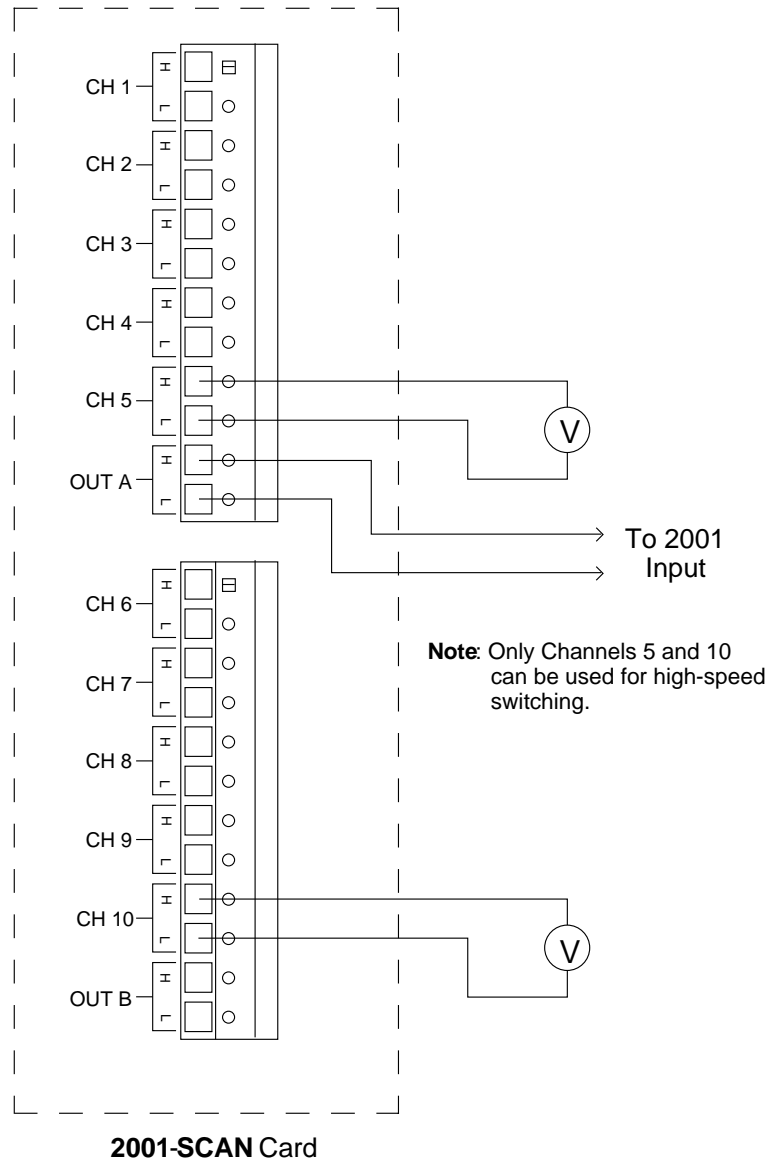 CH 1
H
L
CH 2
H
L
CH 3
H
L
CH 4
H
L
CH 5
H
L
V
OUT A
H
L
To 2001
Input
CH 6
H
L
Note: Only Channels 5 and 10
can be used for high-speed
switching.
CH 7
H
L
CH 8
H
L
CH 9
H
L
CH 10
H
L
V
OUT B
H
L
2001-SCAN Card